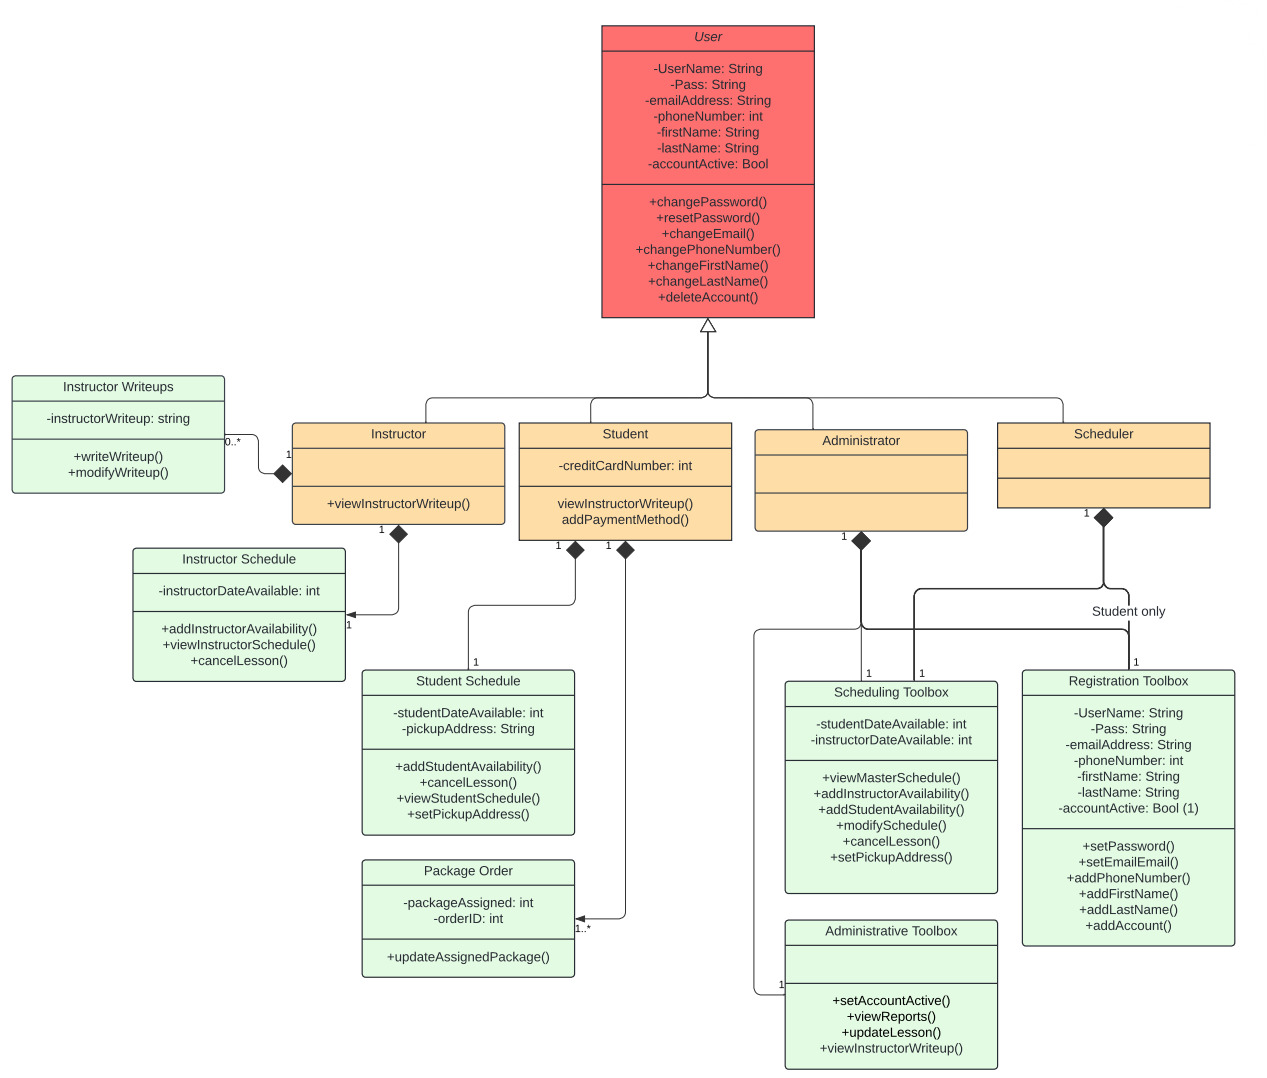 User
-UserName: String
-Pass: String
-emailAddress: String
-phoneNumber: int
-firstName: String
-lastName: String
-accountActive: Bool
+changePassword()
+resetPassword()
+changeEmail()
+changePhoneNumber()
+changeFirstName()
+changeLastName()
+deleteAccount()
Instructor Writeups
-instructorWriteup: string
+writeWriteup()
+modifyWriteup()
0..*
1
Instructor
+viewInstructorWriteup()
1
Student
-creditCardNumber: int
viewInstructorWriteup()
addPaymentMethod()
1
1
Administrator
1
Scheduler
1
Student only
Instructor Schedule
-instructorDateAvailable: int
+addInstructorAvailability()
+viewInstructorSchedule()
+cancelLesson()
1
1
Student Schedule
-studentDateAvailable: int
-pickupAddress: String
+addStudentAvailability()
+cancelLesson()
+viewStudentSchedule()
+setPickupAddress()
Package Order
-packageAssigned: int
-orderID: int
+updateAssignedPackage()
1..*
1
1
Scheduling Toolbox
-studentDateAvailable: int
-instructorDateAvailable: int
+viewMasterSchedule()
+addInstructorAvailability()
+addStudentAvailability()
+modifySchedule()
+cancelLesson()
+setPickupAddress()
1
Registration Toolbox
-UserName: String
-Pass: String
-emailAddress: String
-phoneNumber: int
-firstName: String
-lastName: String
-accountActive: Bool (1)
+setPassword()
+setEmailEmail()
+addPhoneNumber()
+addFirstName()
+addLastName()
+addAccount()
1
Administrative Toolbox
+setAccountActive()
+viewReports()
+updateLesson()
+viewInstructorWriteup()